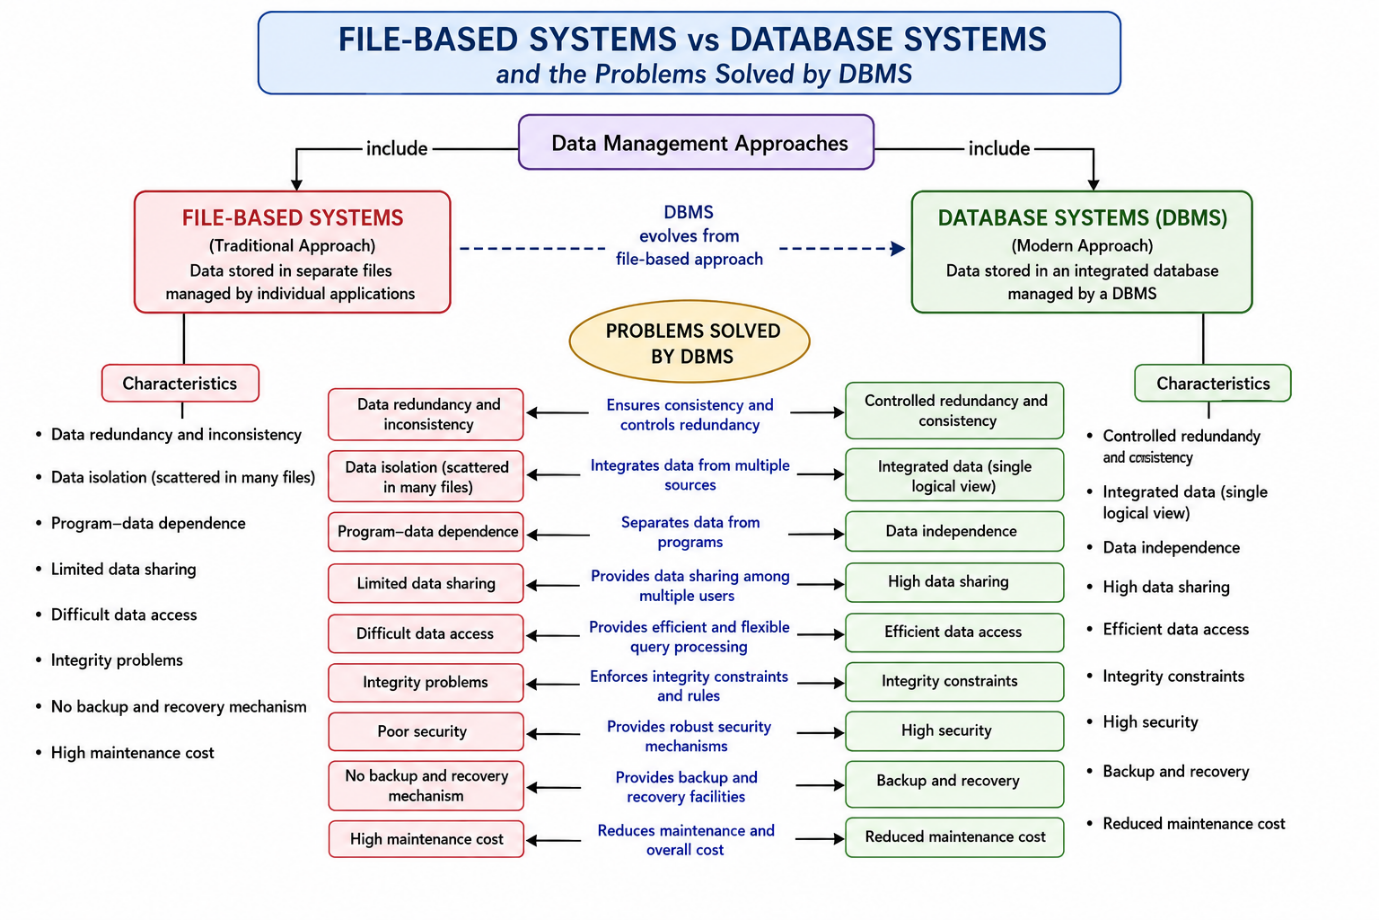 FILE-BASED SYSTEMS vs DATABASE SYSTEMS
and the Problems Solved by DBMS
Data Management Approaches
include
include
FILE-BASED SYSTEMS
(Traditional Approach)
Data stored in separate files
managed by individual applications
DBMS
evolves from
file-based approach
DATABASE SYSTEMS (DBMS)
(Modern Approach)
Data stored in an integrated database
managed by a DBMS
PROBLEMS SOLVED
BY DBMS
Characteristics
• Data redundancy and inconsistency
• Data isolation (scattered in many files)
• Program–data dependence
• Limited data sharing
• Difficult data access
• Integrity problems
• No backup and recovery mechanism
• High maintenance cost
Data redundancy and
inconsistency
Ensures consistency and
controls redundancy
Controlled redundancy and
consistency
Data isolation (scattered
in many files)
Integrates data from multiple
sources
Integrated data (single
logical view)
Program–data dependence
Separates data from
programs
Data independence
Limited data sharing
Provides data sharing among
multiple users
High data sharing
Difficult data access
Provides efficient and flexible
query processing
Efficient data access
Integrity problems
Enforces integrity constraints
and rules
Integrity constraints
Poor security
Provides robust security
mechanisms
High security
No backup and recovery
mechanism
Provides backup and
recovery facilities
Backup and recovery
High maintenance cost
Reduces maintenance and
overall cost
Reduced maintenance cost
Characteristics
• Controlled redundancy
and
• Integrated data (single
logical view)
• Data independence
• High data sharing
• Efficient data access
• Integrity constraints
• High security
• Backup and recovery
• Reduced maintenance cost